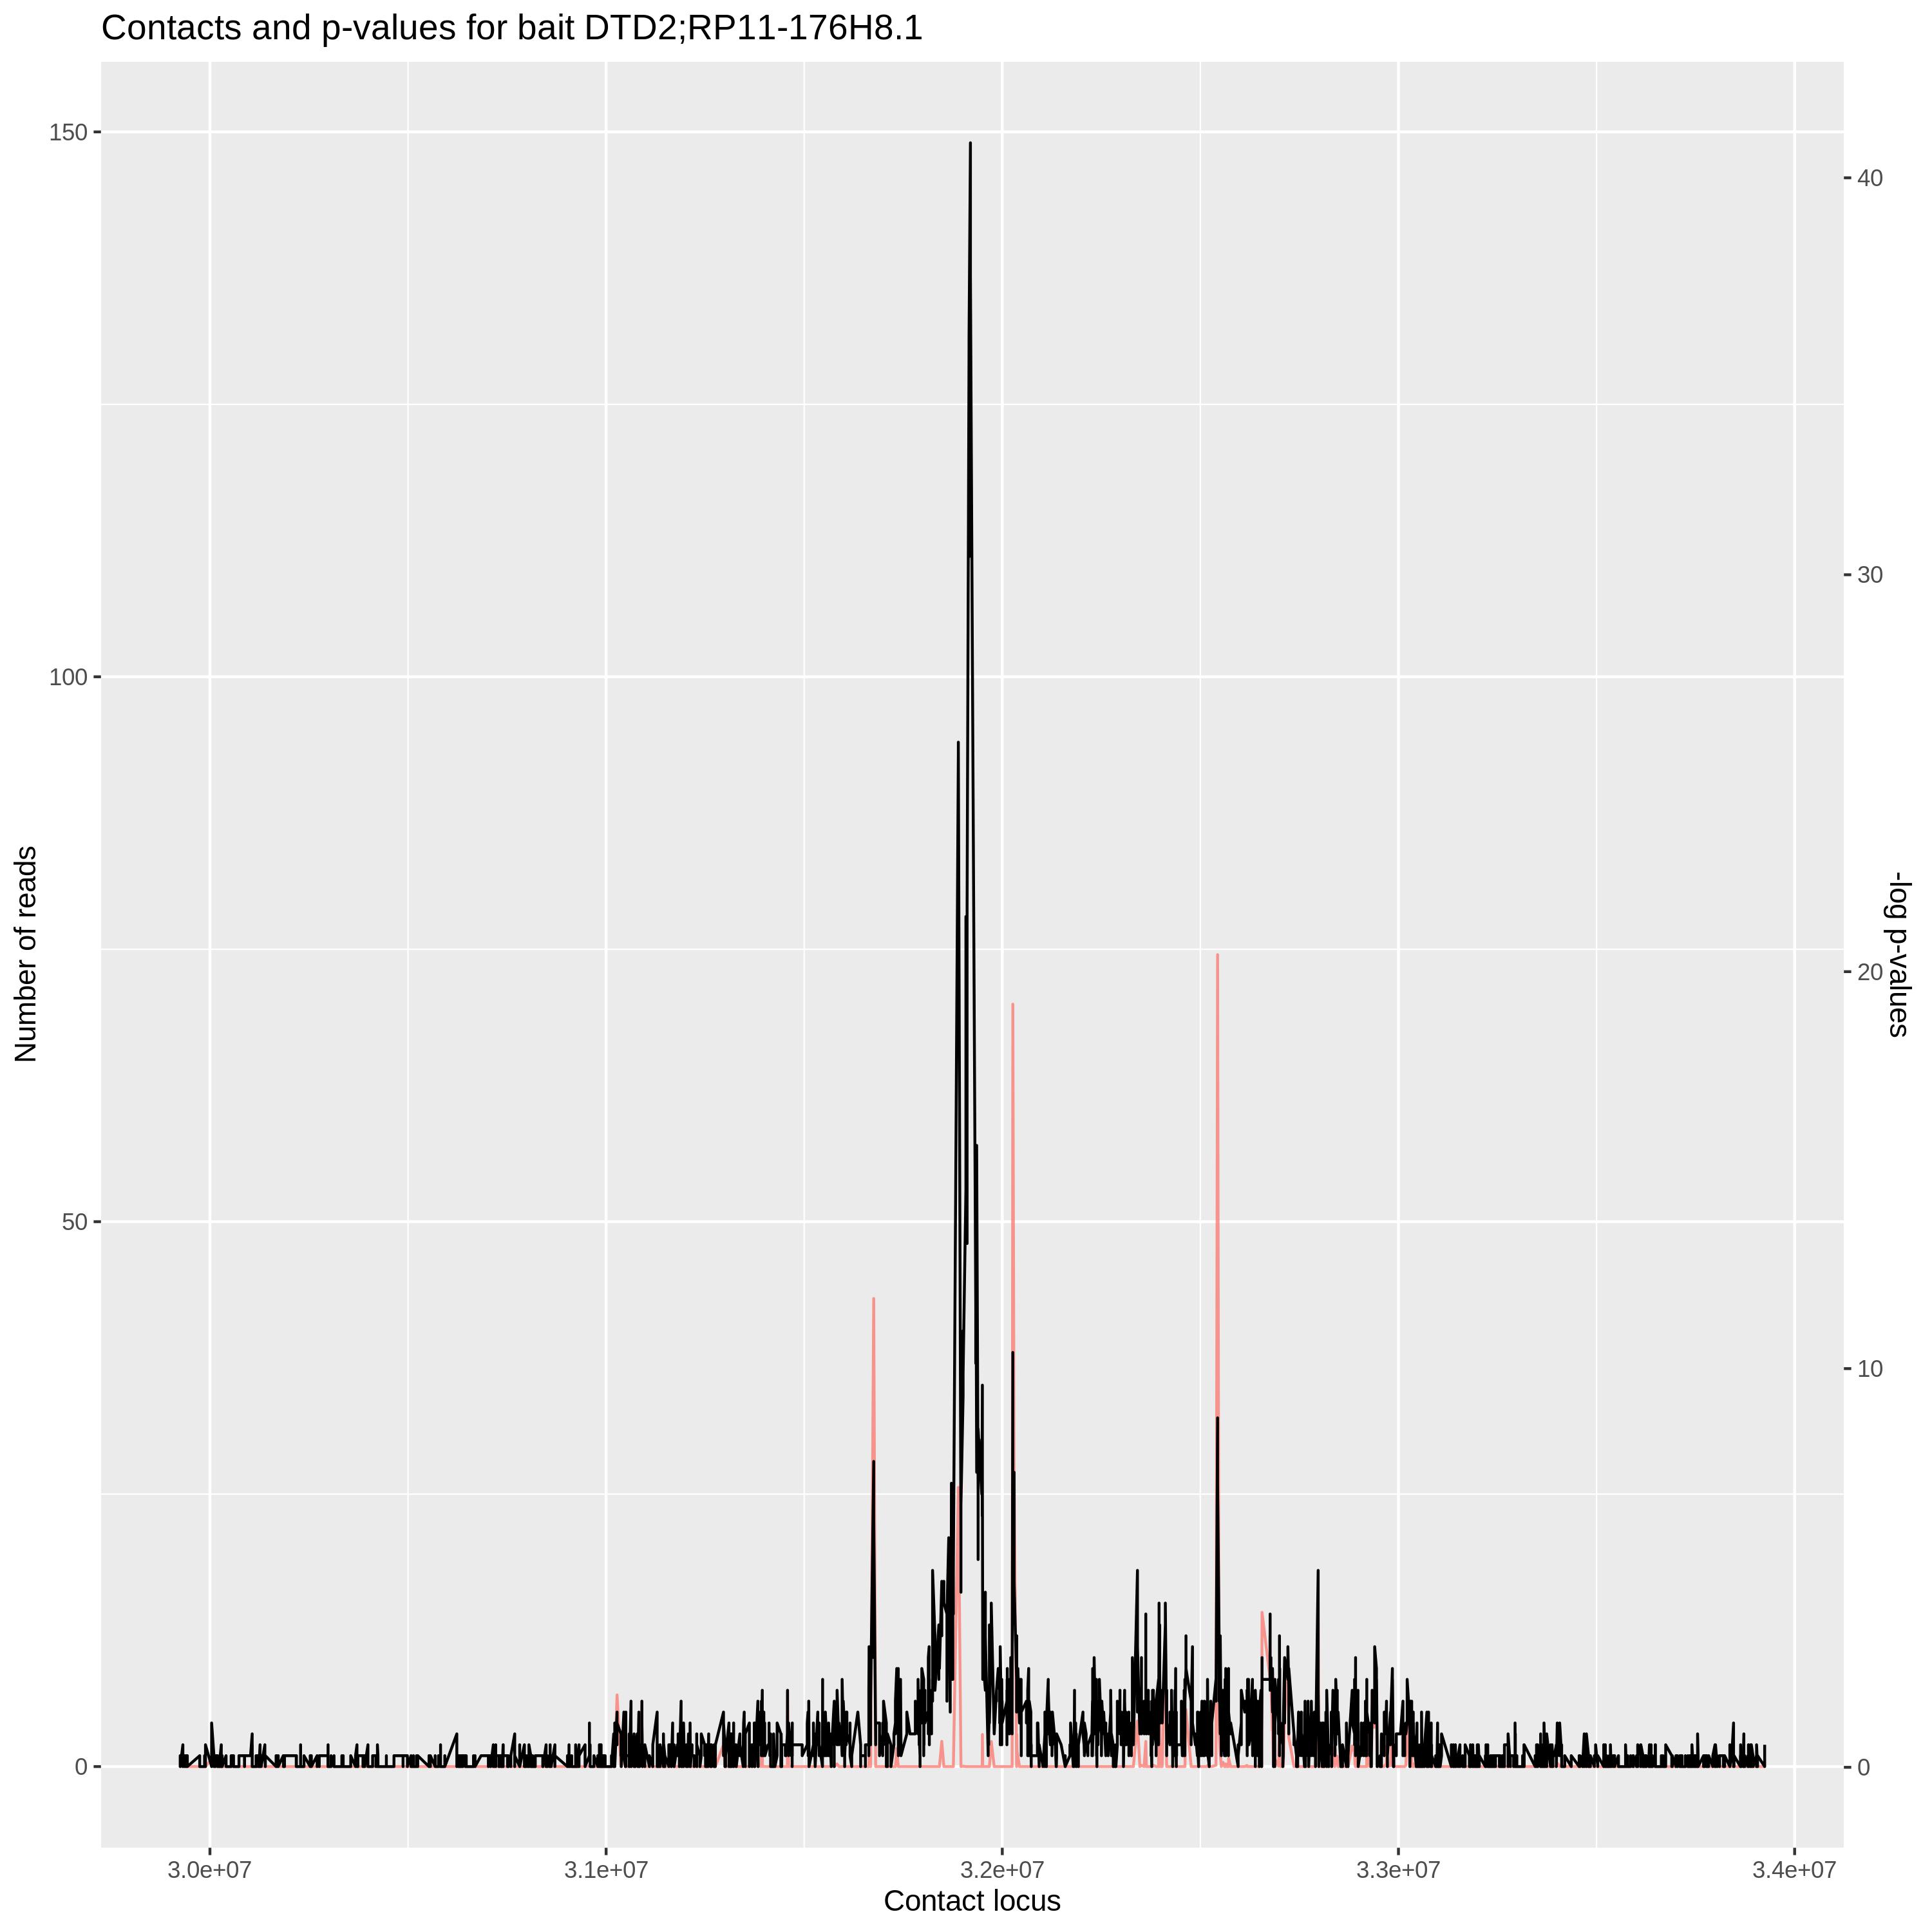 Contacts and p-values for bait DTD2;RP11-176H8.1
150
100
50
0
Number of reads
40
30
20
10
0
-log p-values
3.0e+07
3.1e+07
3.2e+07
3.3e+07
3.4e+07
Contact locus